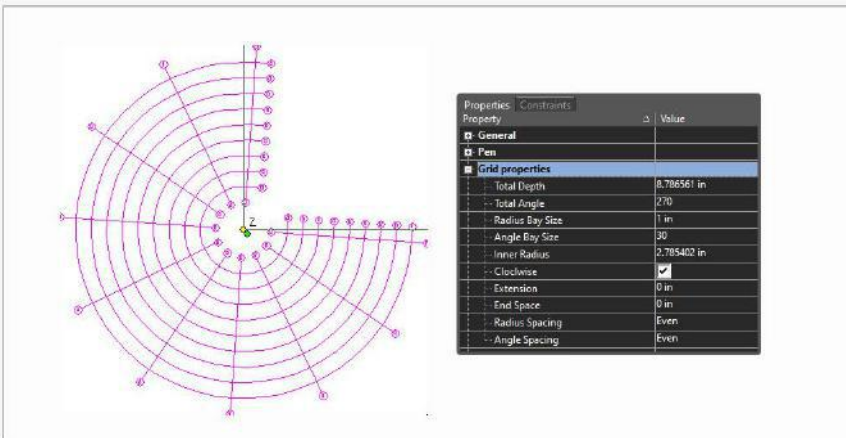 Z
Properties Constraints
Property Value
General
Pen
Grid properties
Total Depth 8.786561 in
Total Angle 270
Radius Bay Size 1 in
Angle Bay Size 30
Inner Radius 2.785402 in
Cloclwise
Extension 0 in
End Space 0 in
Radius Spacing Even
Angle Spacing Even